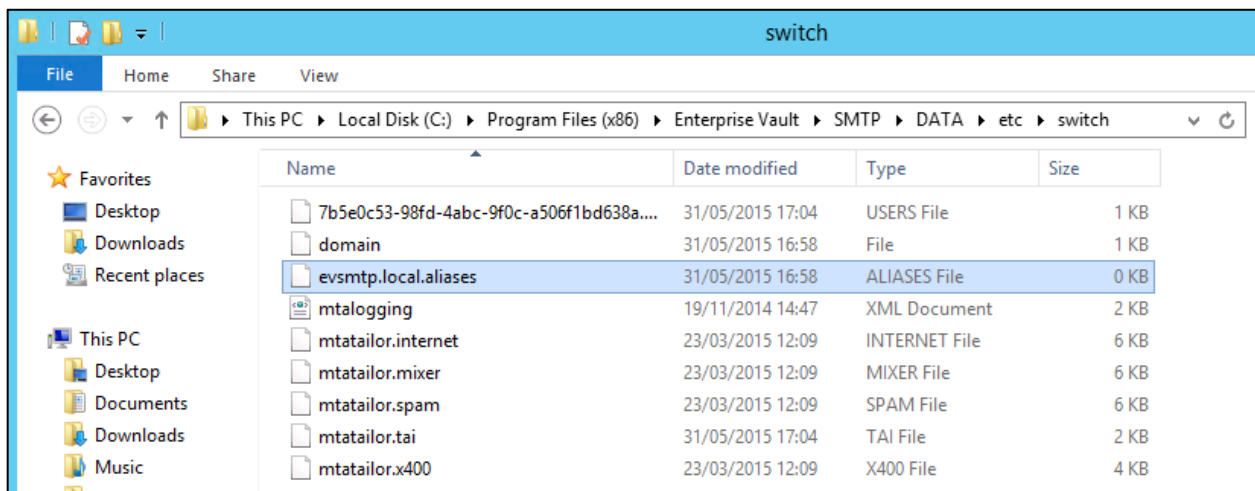 switch
File Home Share View
This PC Local Disk (C:) Program Files (x86) Enterprise Vault SMTP DATA etc switch
Favorites
Desktop
Downloads
Recent places
This PC
Desktop
Documents
Downloads
Music
Name Date modified Type Size
7b5e0c53-98fd-4abc-9f0c-a506f1bd638a.... 31/05/2015 17:04 USERS File 1 KB
domain 31/05/2015 16:58 File 1 KB
evsmtp.local.aliases 31/05/2015 16:58 ALIASES File 0 KB
mtalogging 19/11/2014 14:47 XML Document 2 KB
mtatailor.internet 23/03/2015 12:09 INTERNET File 6 KB
mtatailor.mixer 23/03/2015 12:09 MIXER File 6 KB
mtatailor.spam 23/03/2015 12:09 SPAM File 6 KB
mtatailor.tai 31/05/2015 17:04 TAI File 2 KB
mtatailor.x400 23/03/2015 12:09 X400 File 4 KB